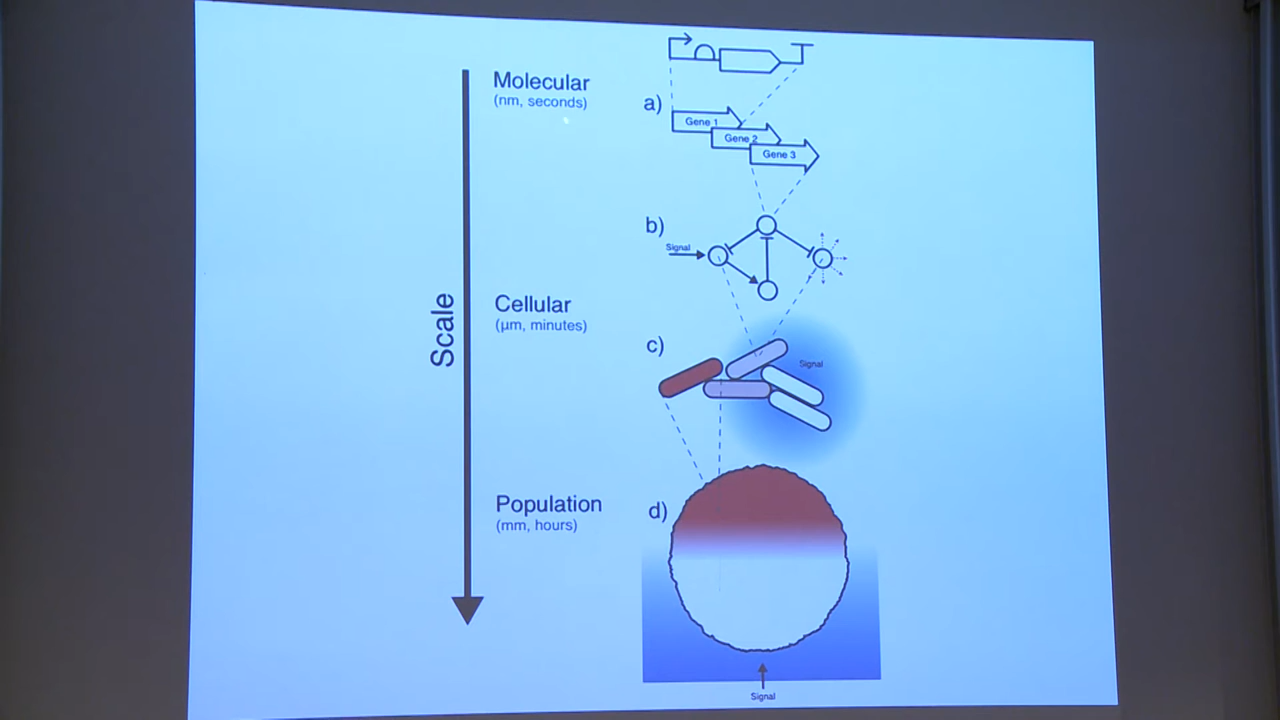 Scale
Molecular
(nm, seconds)
a)
Gene 1
Gene 2
Gene 3
b)
Signal
Cellular
(µm, minutes)
c)
Signal
Population
(mm, hours)
d)
Signal